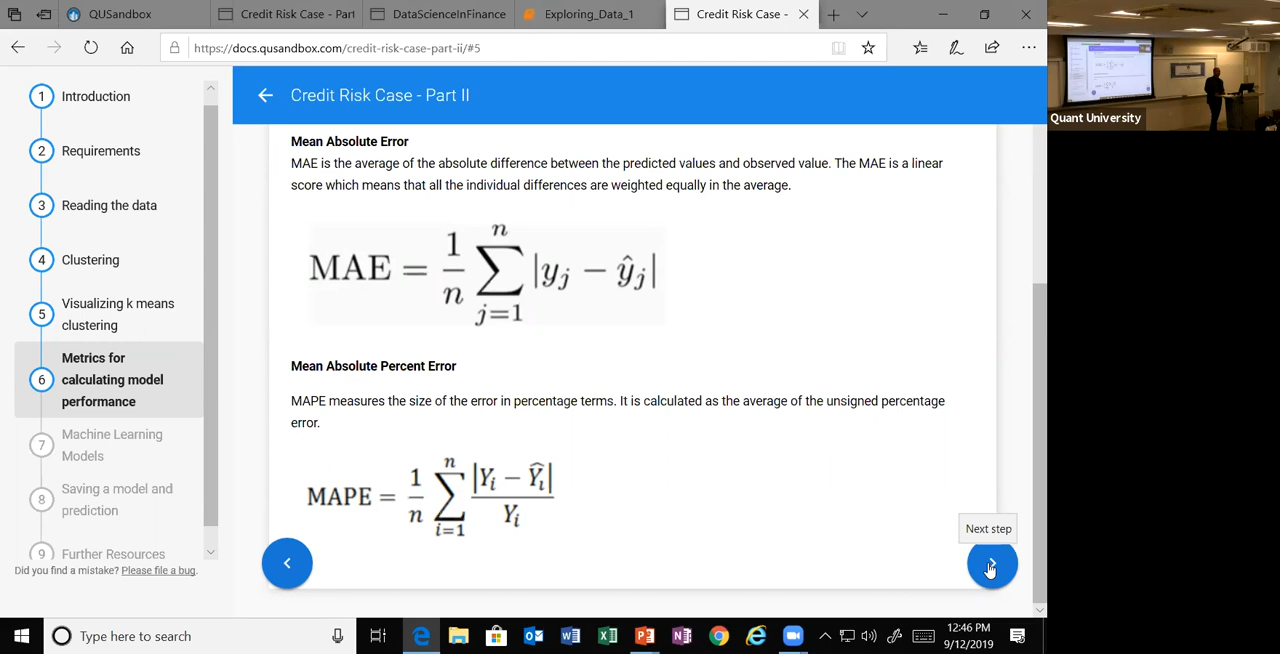 QUSandbox
Credit Risk Case - Part
DataScienceInFinance
Exploring_Data_1
Credit Risk Case -
https://docs.qusandbox.com/credit-risk-case-part-ii/#5
1 Introduction
2 Requirements
3 Reading the data
4 Clustering
5 Visualizing k means
clustering
6 Metrics for
calculating model
performance
7 Machine Learning
Models
8 Saving a model and
prediction
9 Further Resources
Did you find a mistake? Please file a bug.
Credit Risk Case - Part II
Mean Absolute Error
MAE is the average of the absolute difference between the predicted values and observed value. The MAE is a linear
score which means that all the individual differences are weighted equally in the average.
MAE = 1/n ∑_{j=1}^{n} |y_j − ŷ_j|
Mean Absolute Percent Error
MAPE measures the size of the error in percentage terms. It is calculated as the average of the unsigned percentage
error.
MAPE = 1/n ∑_{i=1}^{n} |Y_i − Ŷ_i| / Y_i
Next step
Quant University
Type here to search
12:46 PM
9/12/2019